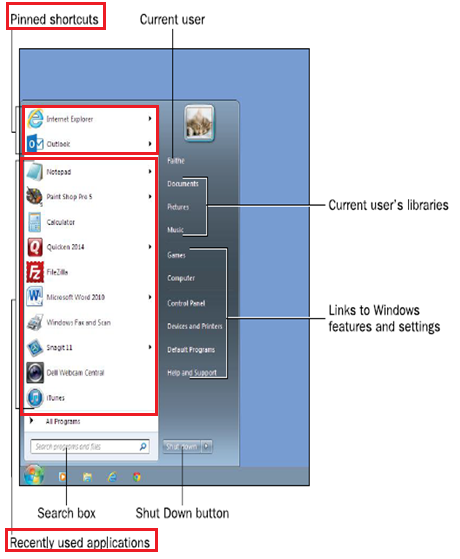 Pinned shortcuts
Current user
Internet Explorer
Outlook
Notepad
Paint Shop Pro 5
Calculator
Quicken 2014
FileZilla
Microsoft Word 2010
Windows Fax and Scan
Snagit 11
Dell Webcam Central
iTunes
All Programs
Search programs and files
Faithe
Documents
Pictures
Music
Games
Computer
Control Panel
Devices and Printers
Default Programs
Help and Support
Shut down
Current user's libraries
Links to Windows
features and settings
Search box
Shut Down button
Recently used applications